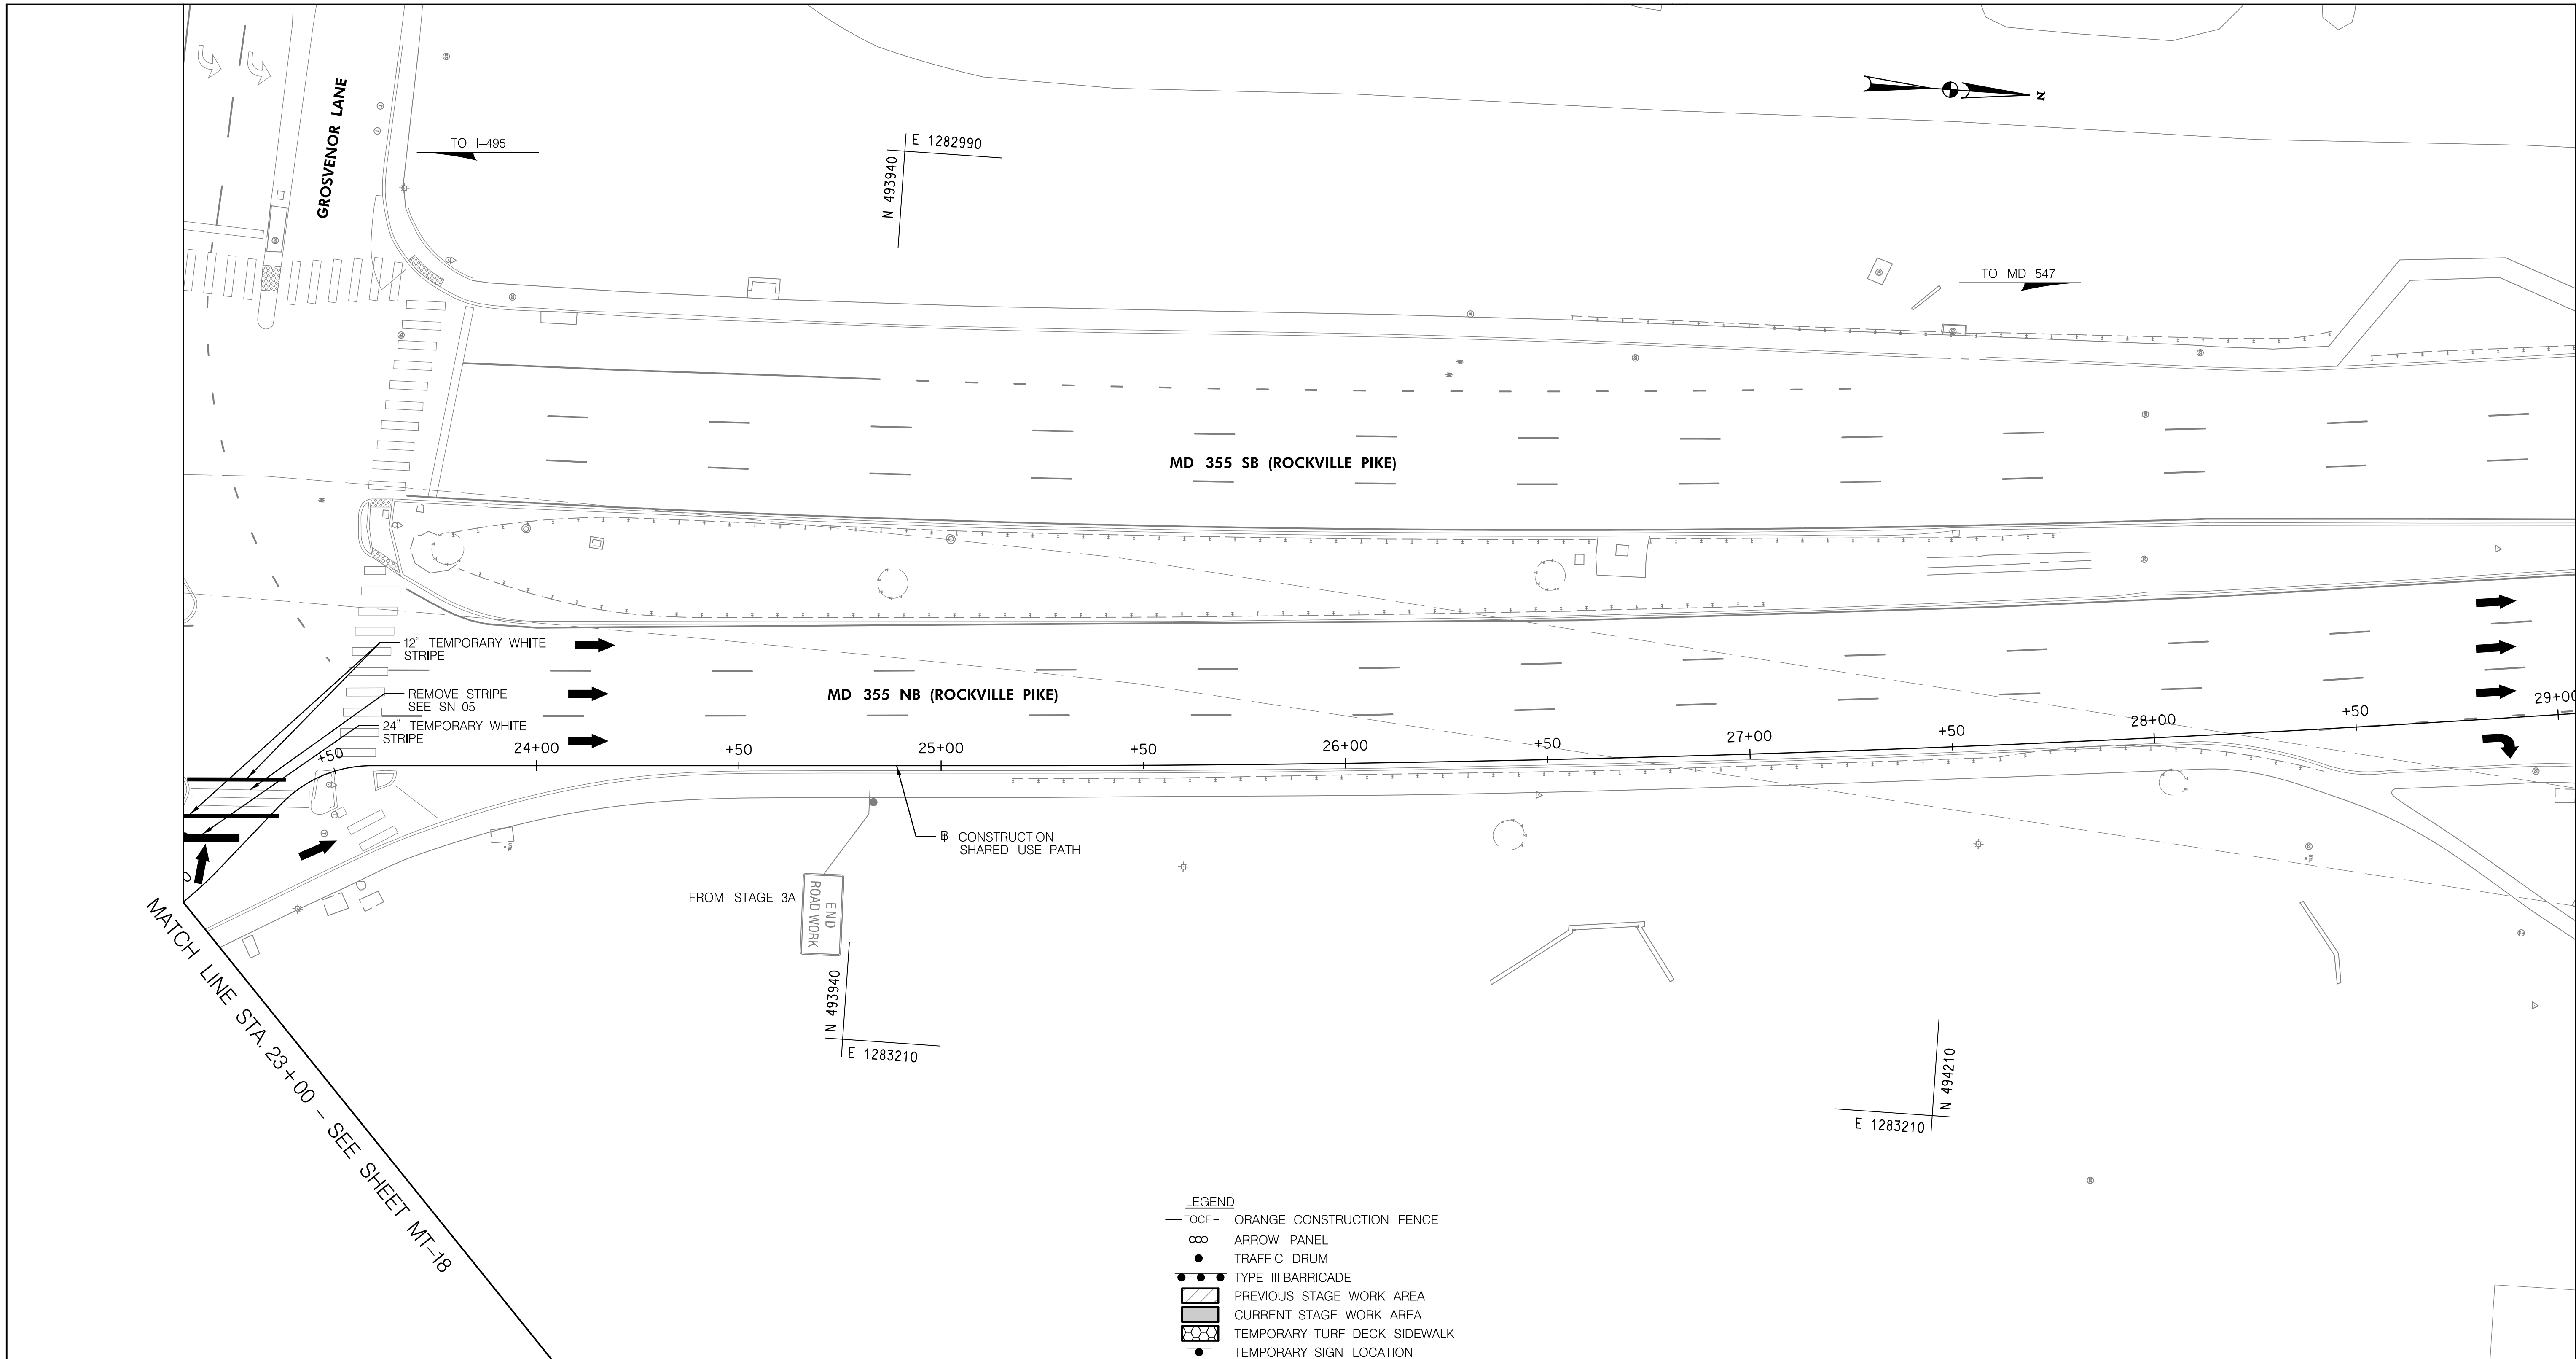 GROSVENOR LANE
TO I-495
E 1282990
N 493940
N
TO MD 547
MD 355 SB (ROCKVILLE PIKE)
12" TEMPORARY WHITE
STRIPE
REMOVE STRIPE
SEE SN-05
24" TEMPORARY WHITE
STRIPE
MD 355 NB (ROCKVILLE PIKE)
+50
24+00
+50
25+00
+50
26+00
+50
27+00
+50
28+00
+50
29+00
BL CONSTRUCTION
SHARED USE PATH
FROM STAGE 3A
END
ROAD WORK
MATCH LINE STA. 23+00 - SEE SHEET MT-18
N 493940
E 1283210
N 494210
E 1283210
LEGEND
TOCF ORANGE CONSTRUCTION FENCE
ARROW PANEL
TRAFFIC DRUM
TYPE III BARRICADE
PREVIOUS STAGE WORK AREA
CURRENT STAGE WORK AREA
TEMPORARY TURF DECK SIDEWALK
TEMPORARY SIGN LOCATION